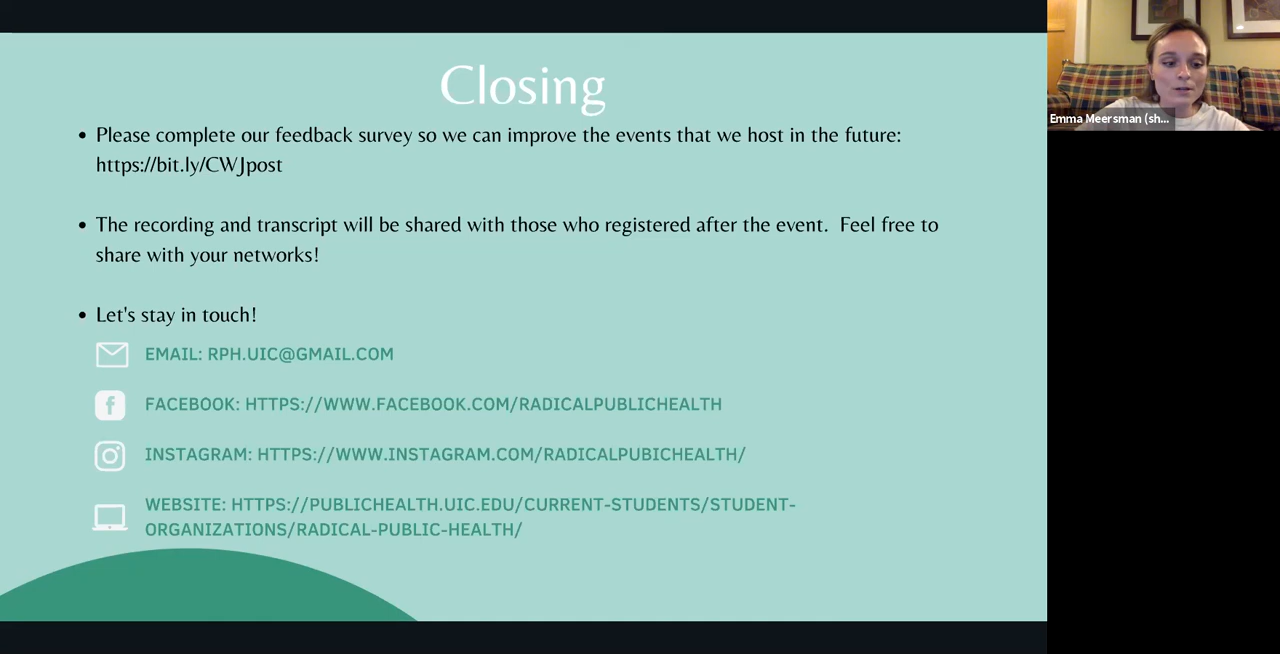 Closing
• Please complete our feedback survey so we can improve the events that we host in the future:
https://bit.ly/CWJpost
• The recording and transcript will be shared with those who registered after the event.  Feel free to
share with your networks!
• Let's stay in touch!
EMAIL: RPH.UIC@GMAIL.COM
FACEBOOK: HTTPS://WWW.FACEBOOK.COM/RADICALPUBLICHEALTH
INSTAGRAM: HTTPS://WWW.INSTAGRAM.COM/RADICALPUBICHEALTH/
WEBSITE: HTTPS://PUBLICHEALTH.UIC.EDU/CURRENT-STUDENTS/STUDENT-
ORGANIZATIONS/RADICAL-PUBLIC-HEALTH/
Emma Meersman (sh...